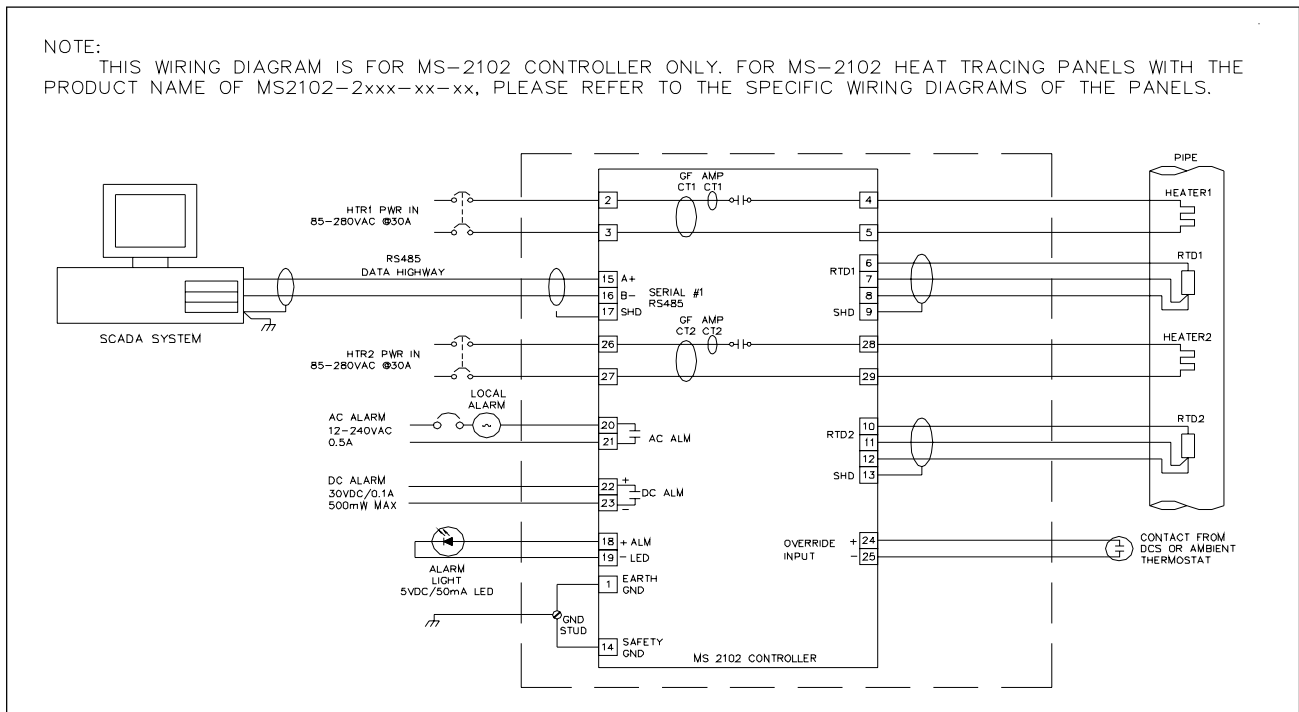 NOTE:
THIS WIRING DIAGRAM IS FOR MS-2102 CONTROLLER ONLY. FOR MS-2102 HEAT TRACING PANELS WITH THE
PRODUCT NAME OF MS2102-2xxx-xx-xx, PLEASE REFER TO THE SPECIFIC WIRING DIAGRAMS OF THE PANELS.
SCADA SYSTEM
HTR1 PWR IN
85-280VAC @30A
RS485
DATA HIGHWAY
HTR2 PWR IN
85-280VAC @30A
LOCAL
ALARM
AC ALARM
12-240VAC
0.5A
~
DC ALARM
30VDC/0.1A
500mW MAX
ALARM
LIGHT
5VDC/50mA LED
GND
STUD
2
3
15 A+
16 B-
17 SHD
SERIAL #1
RS485
26
27
20
21
AC ALM
22 +
23 -
DC ALM
18 + ALM
19 - LED
1 EARTH
GND
14 SAFETY
GND
GF AMP
CT1 CT1
GF AMP
CT2 CT2
MS 2102 CONTROLLER
4
5
RTD1
6
7
8
SHD 9
28
29
RTD2
10
11
12
SHD 13
OVERRIDE
INPUT
+ 24
- 25
PIPE
HEATER1
RTD1
HEATER2
RTD2
CONTACT FROM
DCS OR AMBIENT
THERMOSTAT